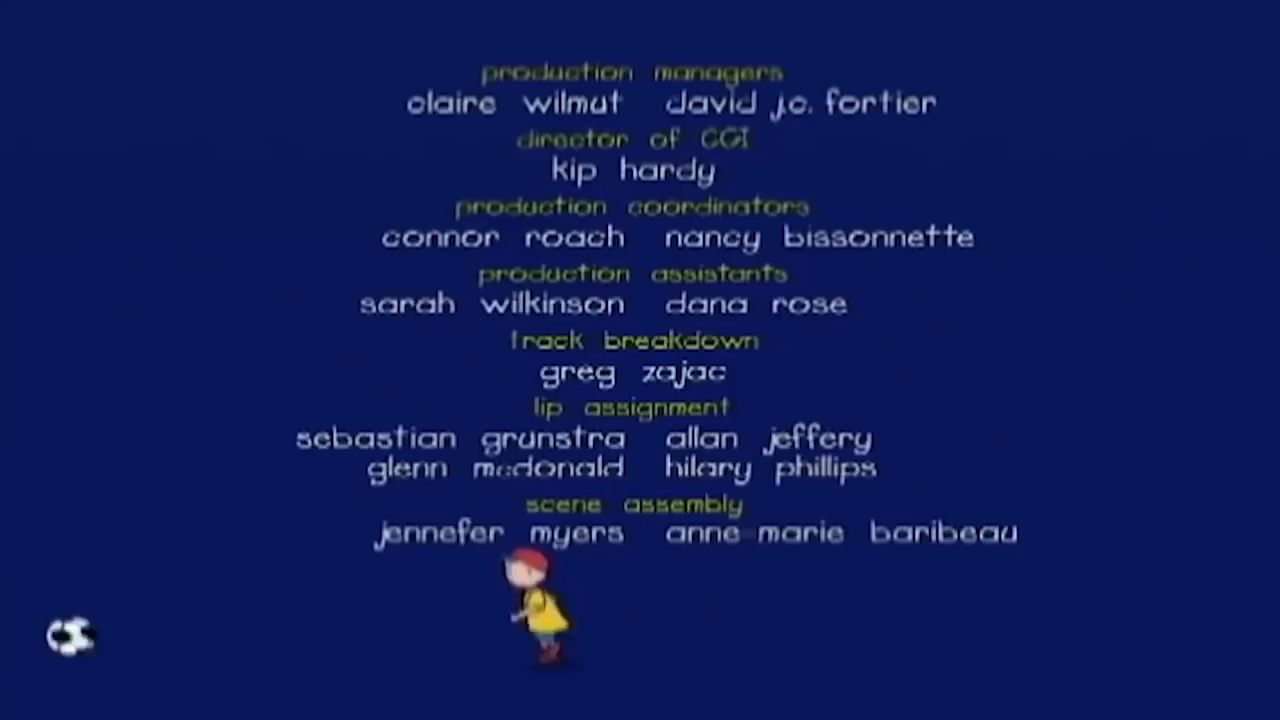 production managers
claire wilmut david j.c. fortier
director of CGI
kip hardy
production coordinators
connor roach nancy bissonnette
production assistants
sarah wilkinson dana rose
track breakdown
greg zajac
lip assignment
sebastian grunstra allan jeffery
glenn mcdonald hilary phillips
scene assembly
jennefer myers anne-marie baribeau